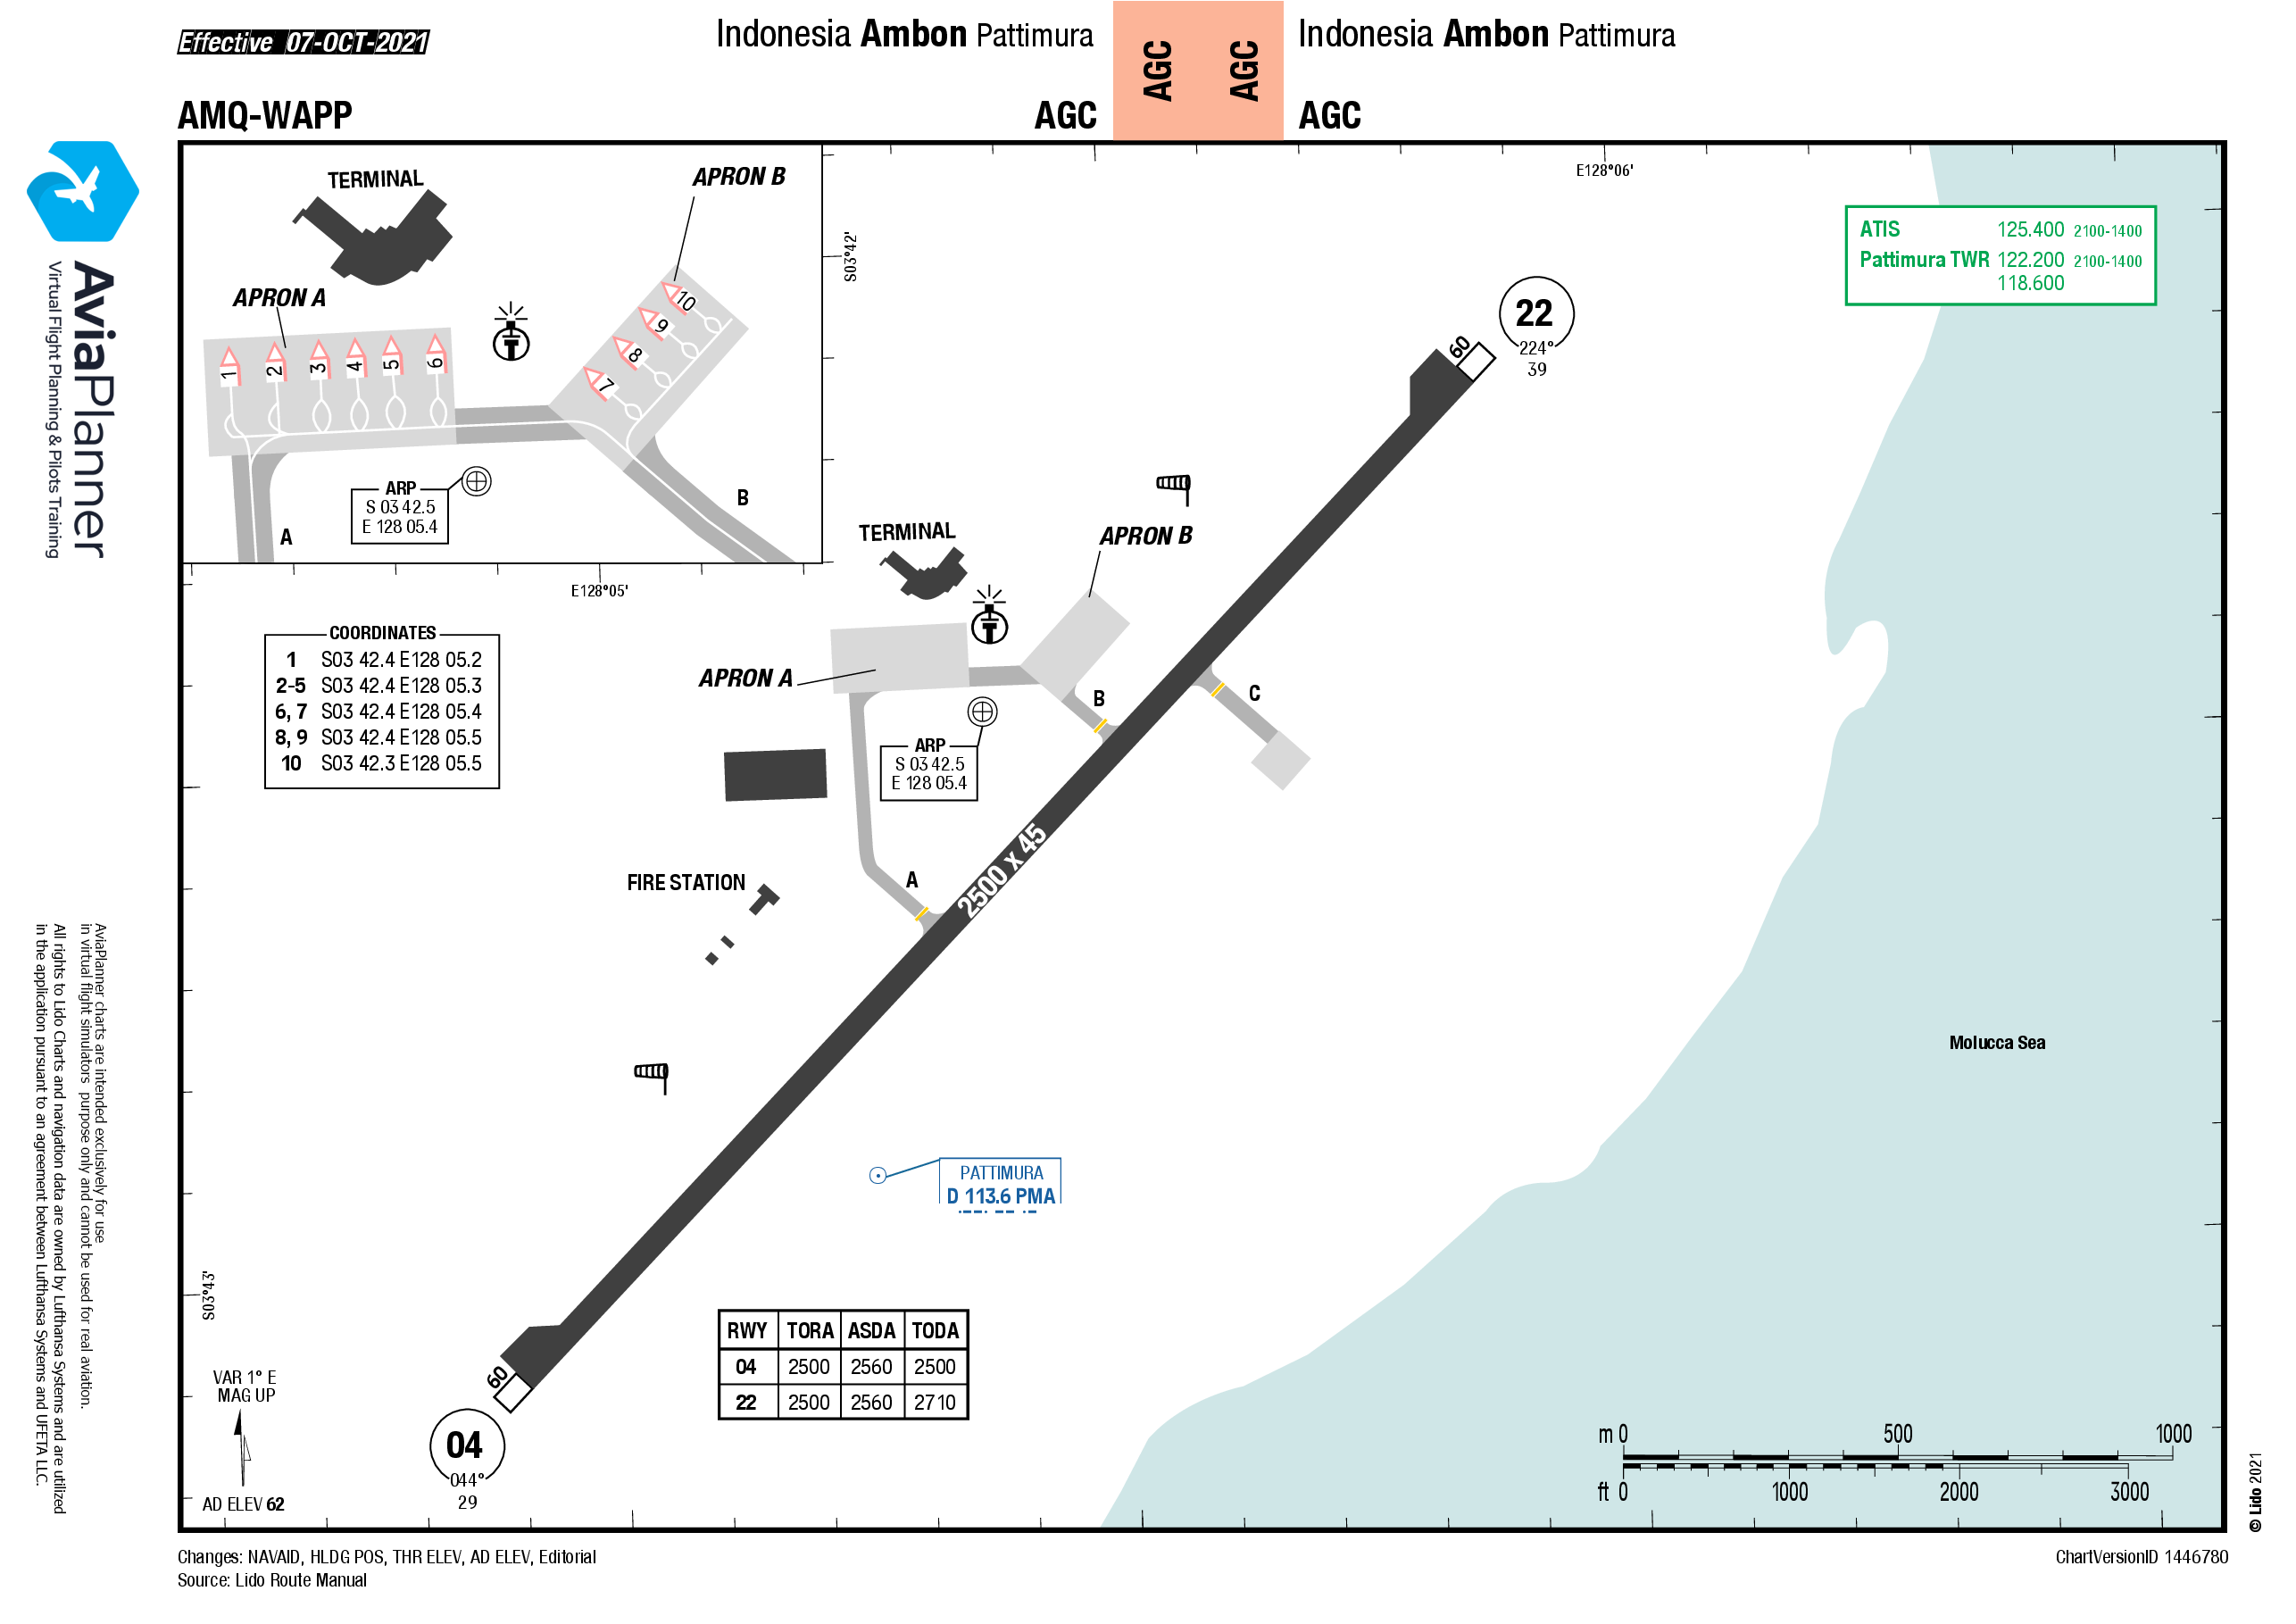 Effective 07-OCT-2021
Indonesia Ambon Pattimura
AGC
AGC
Indonesia Ambon Pattimura
AMQ-WAPP
AGC
AGC
AviaPlanner
Virtual Flight Planning & Pilots Training
TERMINAL
APRON B
APRON A
1
2
3
4
5
6
7
8
9
10
ARP
S 03 42.5
E 128 05.4
A
B
S03°42'
E128°05'
E128°06'
ATIS 125.400 2100-1400
Pattimura TWR 122.200 2100-1400
118.600
22
224°
39
60
COORDINATES
1 S03 42.4 E128 05.2
2-5 S03 42.4 E128 05.3
6, 7 S03 42.4 E128 05.4
8, 9 S03 42.4 E128 05.5
10 S03 42.3 E128 05.5
TERMINAL
APRON B
APRON A
B
C
ARP
S 03 42.5
E 128 05.4
2500 x 45
A
FIRE STATION
Molucca Sea
PATTIMURA
D 113.6 PMA
S03°43'
RWY TORA ASDA TODA
04 2500 2560 2500
22 2500 2560 2710
60
04
044°
29
VAR 1° E
MAG UP
AD ELEV 62
m 0 500 1000
ft 0 1000 2000 3000
AviaPlanner charts are intended exclusively for use
in virtual flight simulators purpose only and cannot be used for real aviation.
All rights to Lido Charts and navigation data are owned by Lufthansa Systems and are utilized
in the application pursuant to an agreement between Lufthansa Systems and UFETA LLC.
© Lido 2021
Changes: NAVAID, HLDG POS, THR ELEV, AD ELEV, Editorial
ChartVersionID 1446780
Source: Lido Route Manual